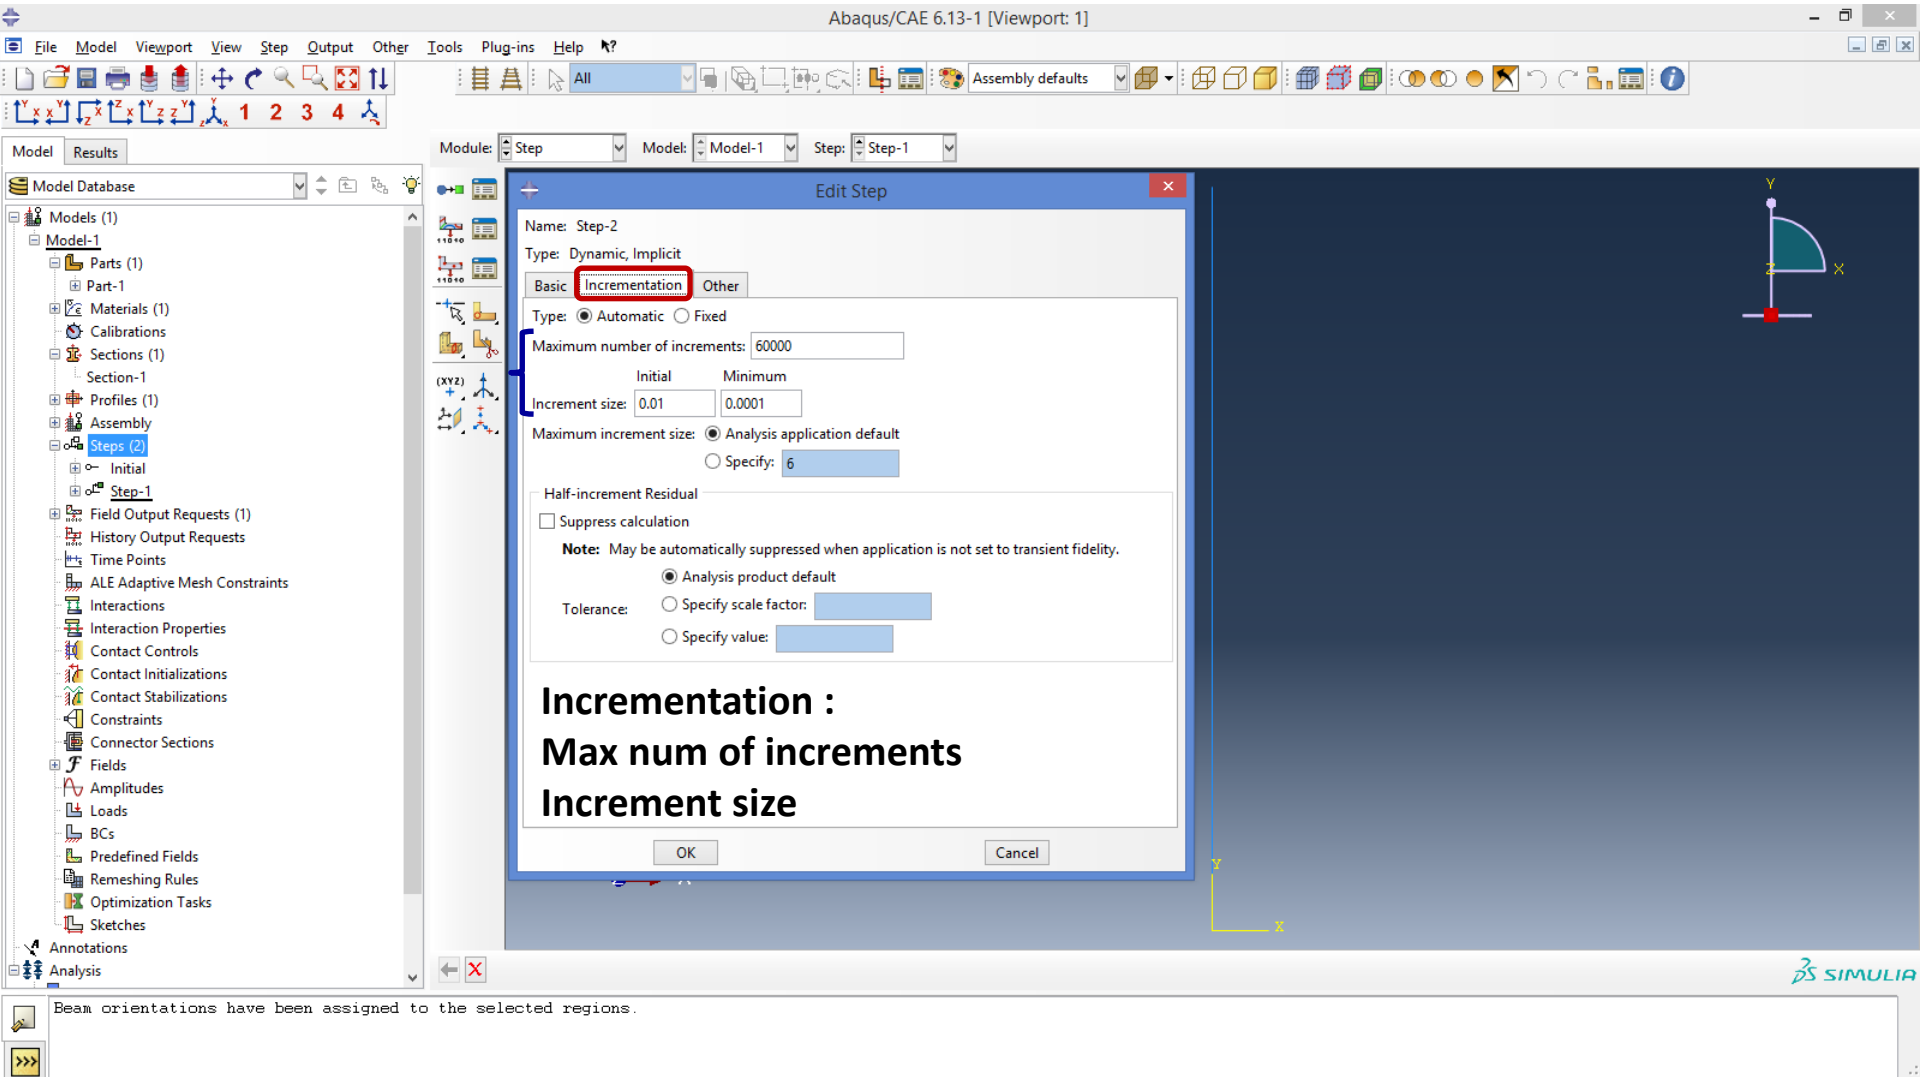 Abaqus/CAE 6.13-1 [Viewport: 1]
File Model Viewport View Step Output Other Tools Plug-ins Help
All
Assembly defaults
1 2 3 4
Model Results
Module: Step Model: Model-1 Step: Step-1
Model Database
Models (1)
Model-1
Parts (1)
Part-1
Materials (1)
Calibrations
Sections (1)
Section-1
Profiles (1)
Assembly
Steps (2)
Initial
Step-1
Field Output Requests (1)
History Output Requests
Time Points
ALE Adaptive Mesh Constraints
Interactions
Interaction Properties
Contact Controls
Contact Initializations
Contact Stabilizations
Constraints
Connector Sections
Fields
Amplitudes
Loads
BCs
Predefined Fields
Remeshing Rules
Optimization Tasks
Sketches
Annotations
Analysis
(XYZ)
Edit Step
Name: Step-2
Type: Dynamic, Implicit
Basic Incrementation Other
Type: Automatic Fixed
Maximum number of increments: 60000
Initial Minimum
Increment size: 0.01 0.0001
Maximum increment size: Analysis application default
Specify: 6
Half-increment Residual
Suppress calculation
Note: May be automatically suppressed when application is not set to transient fidelity.
Analysis product default
Tolerance: Specify scale factor:
Specify value:
Incrementation :
Max num of increments
Increment size
OK Cancel
Y
Z X
Y
X
SIMULIA
Beam orientations have been assigned to the selected regions.
>>>